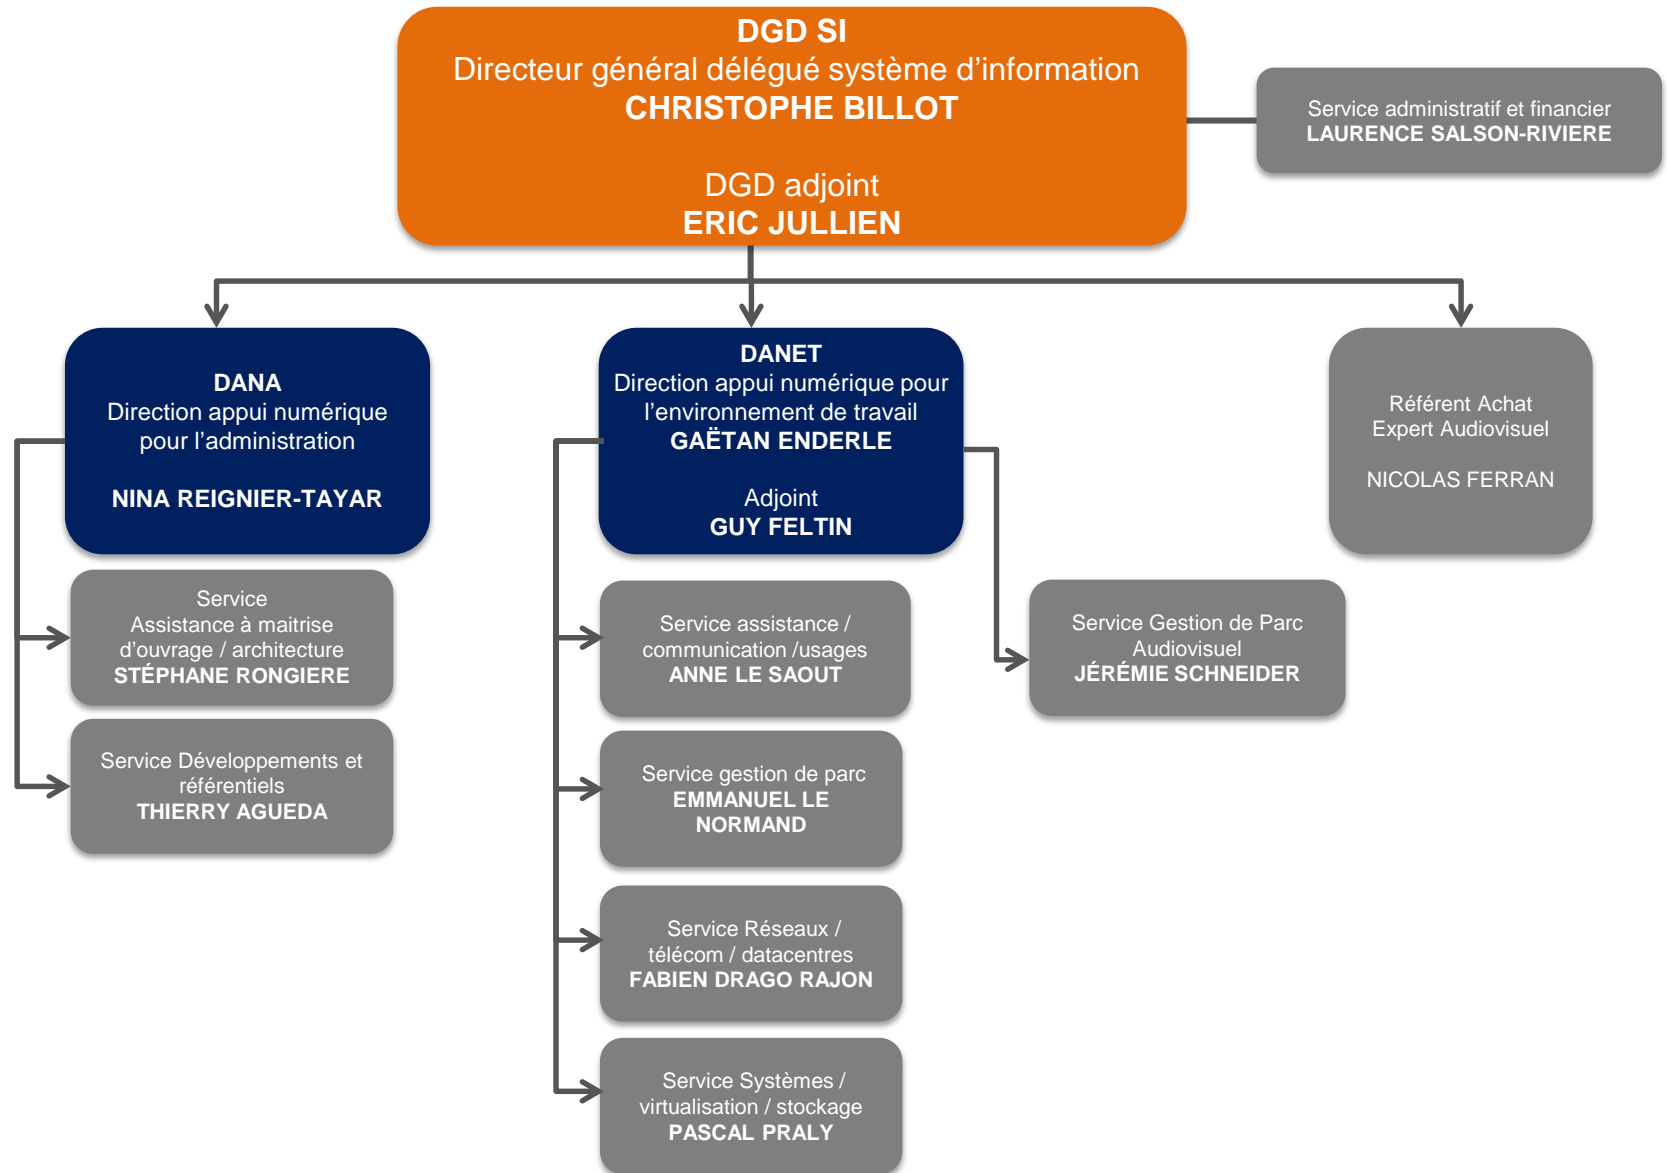 DGD SI
Directeur général délégué système d’information
CHRISTOPHE BILLOT
DGD adjoint
ERIC JULLIEN
Service administratif et financier
LAURENCE SALSON-RIVIERE
DANA
Direction appui numérique
pour l’administration
NINA REIGNIER-TAYAR
DANET
Direction appui numérique pour
l’environnement de travail
GAËTAN ENDERLE
Adjoint
GUY FELTIN
Référent Achat
Expert Audiovisuel
NICOLAS FERRAN
Service
Assistance à maitrise
d’ouvrage / architecture
STÉPHANE RONGIERE
Service Développements et
référentiels
THIERRY AGUEDA
Service assistance /
communication /usages
ANNE LE SAOUT
Service gestion de parc
EMMANUEL LE
NORMAND
Service Réseaux /
télécom / datacentres
FABIEN DRAGO RAJON
Service Systèmes /
virtualisation / stockage
PASCAL PRALY
Service Gestion de Parc
Audiovisuel
JÉRÉMIE SCHNEIDER